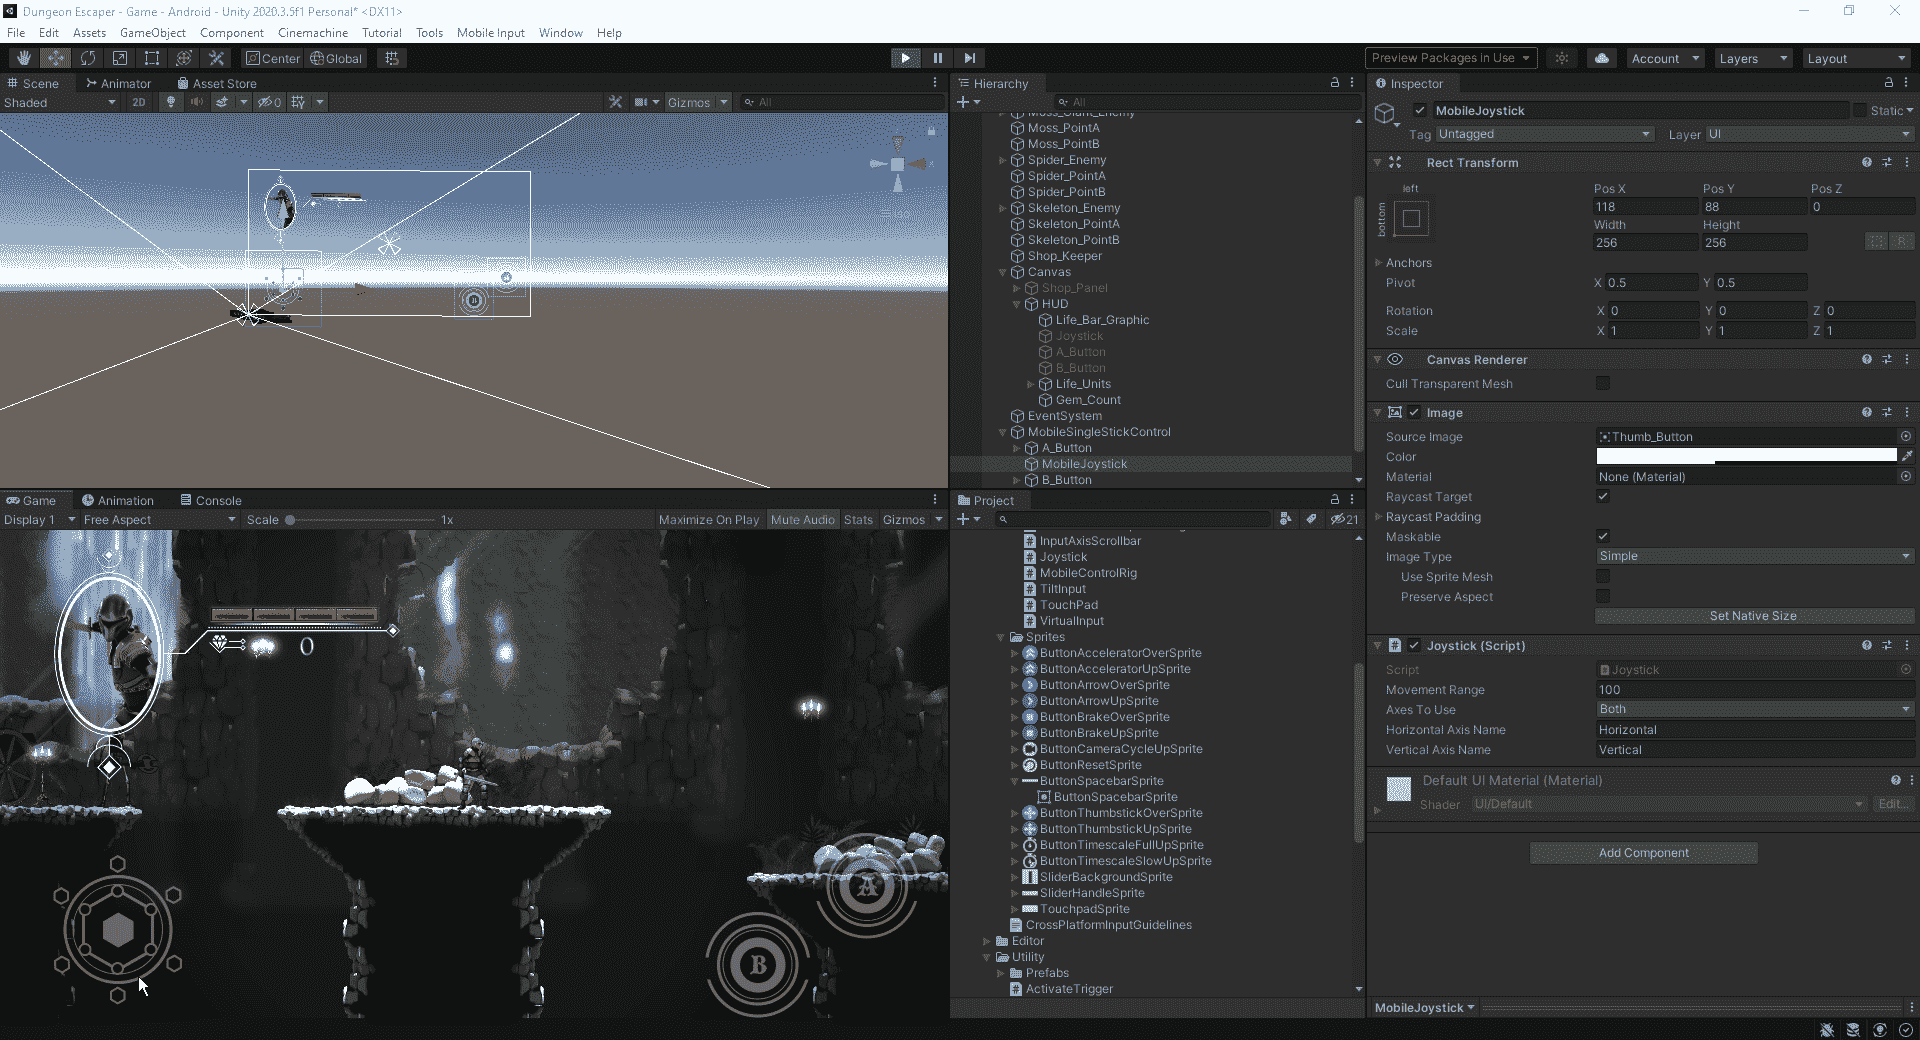 Dungeon Escaper - Game - Android - Unity 2020.3.5f1 Personal* <DX11>
File Edit Assets GameObject Component Cinemachine Tutorial Tools Mobile Input Window Help
Center Global
Preview Packages in Use
Account Layers Layout
Scene Animator Asset Store
Shaded 2D 0 Gizmos All
Hierarchy
All
Moss_Giant_Enemy
Moss_PointA
Moss_PointB
Spider_Enemy
Spider_PointA
Spider_PointB
Skeleton_Enemy
Skeleton_PointA
Skeleton_PointB
Shop_Keeper
Canvas
Shop_Panel
HUD
Life_Bar_Graphic
Joystick
A_Button
B_Button
Life_Units
Gem_Count
EventSystem
MobileSingleStickControl
A_Button
MobileJoystick
B_Button
Inspector
MobileJoystick Static
Tag Untagged Layer UI
Rect Transform
left
bottom
Pos X Pos Y Pos Z
118 88 0
Width Height
256 256
R
Anchors
Pivot X 0.5 Y 0.5
Rotation X 0 Y 0 Z 0
Scale X 1 Y 1 Z 1
Canvas Renderer
Cull Transparent Mesh
Image
Source Image Thumb_Button
Color
Material None (Material)
Raycast Target
Raycast Padding
Maskable
Image Type Simple
Use Sprite Mesh
Preserve Aspect
Set Native Size
Joystick (Script)
Script Joystick
Movement Range 100
Axes To Use Both
Horizontal Axis Name Horizontal
Vertical Axis Name Vertical
Default UI Material (Material)
Shader UI/Default Edit...
Add Component
MobileJoystick
Game Animation Console
Display 1 Free Aspect Scale 1x Maximize On Play Mute Audio Stats Gizmos
0
A
B
Project
21
InputAxisScrollbar
Joystick
MobileControlRig
TiltInput
TouchPad
VirtualInput
Sprites
ButtonAcceleratorOverSprite
ButtonAcceleratorUpSprite
ButtonArrowOverSprite
ButtonArrowUpSprite
ButtonBrakeOverSprite
ButtonBrakeUpSprite
ButtonCameraCycleUpSprite
ButtonResetSprite
ButtonSpacebarSprite
ButtonSpacebarSprite
ButtonThumbstickOverSprite
ButtonThumbstickUpSprite
ButtonTimescaleFullUpSprite
ButtonTimescaleSlowUpSprite
SliderBackgroundSprite
SliderHandleSprite
TouchpadSprite
CrossPlatformInputGuidelines
Editor
Utility
Prefabs
ActivateTrigger